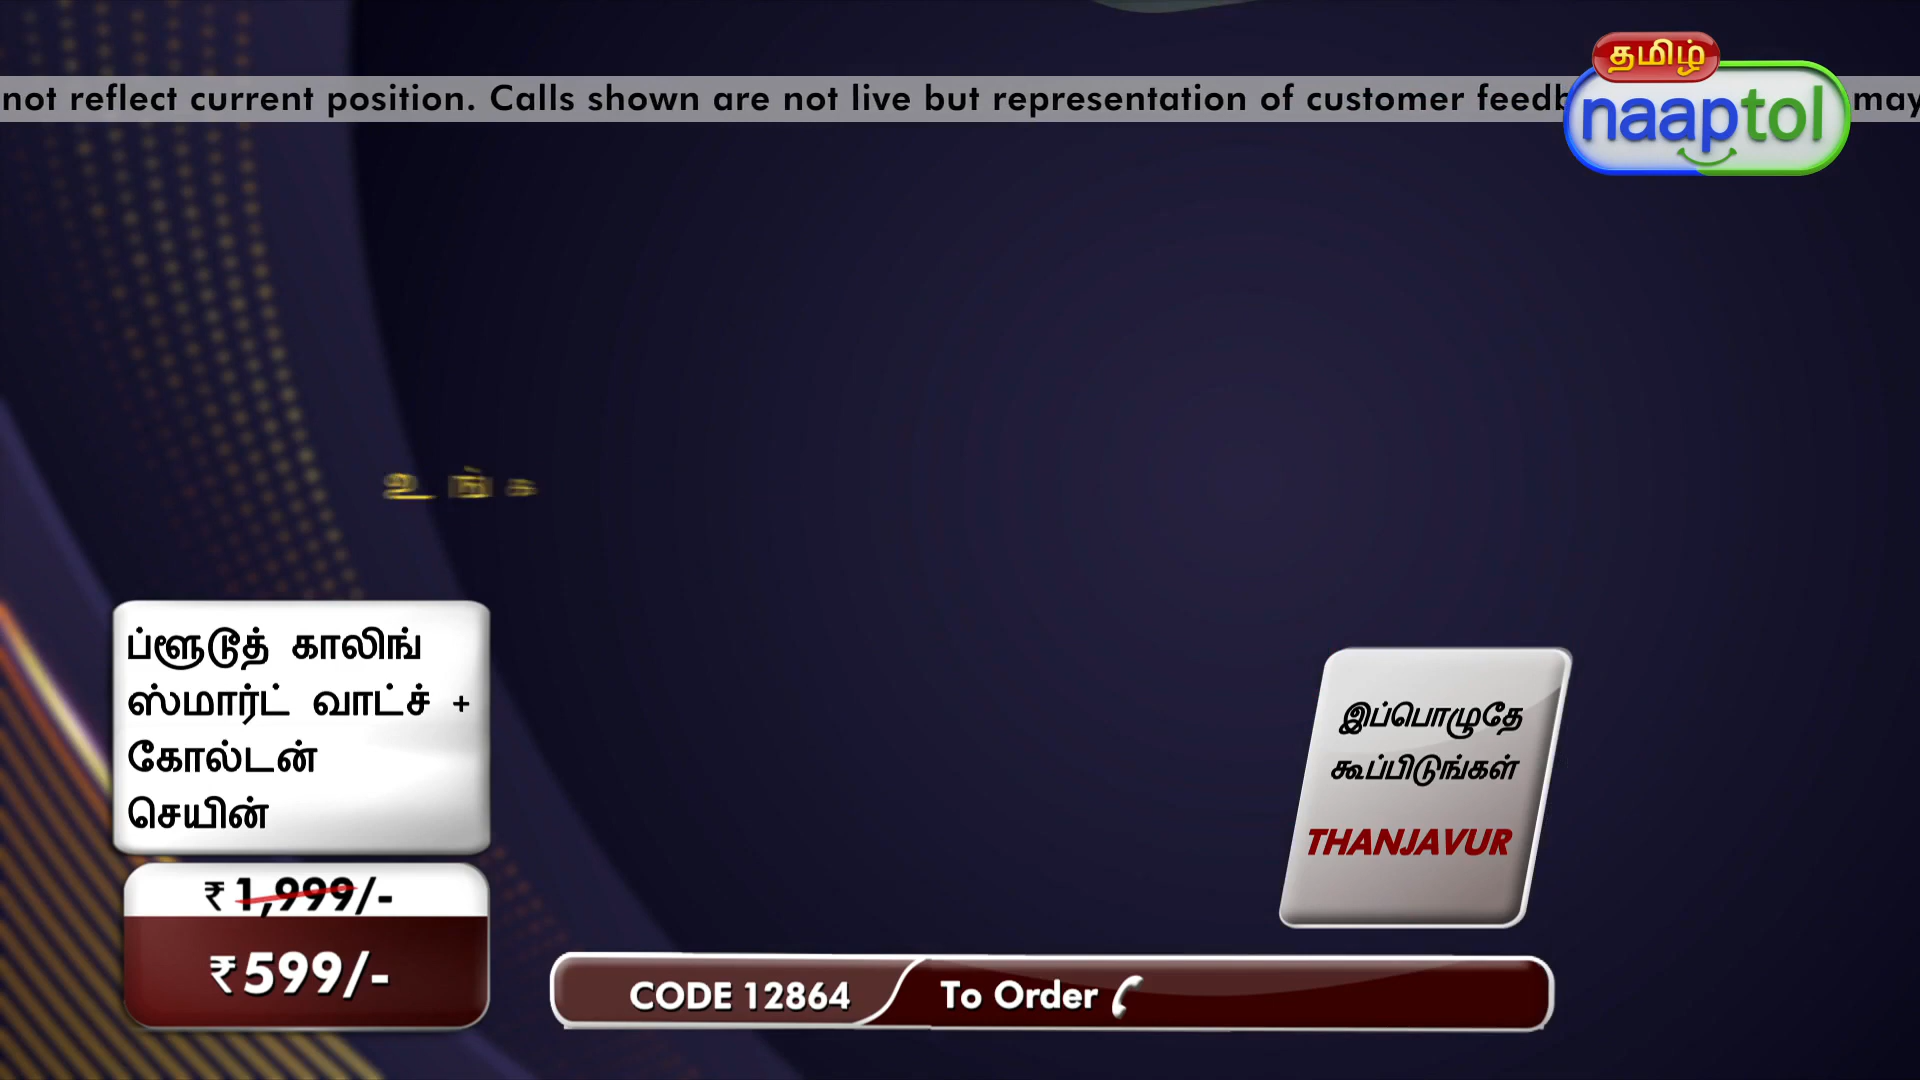 தமிழ்
not reflect current position. Calls shown are not live but representation of customer may
naaptol
உங்க
ப்ளூடூத் காலிங்
ஸ்மார்ட் வாட்ச் +
கோல்டன்
செயின்
₹ 1,999/-
₹599/-
இப்பொழுதே
கூப்பிடுங்கள்
THANJAVUR
CODE 12864 To Order